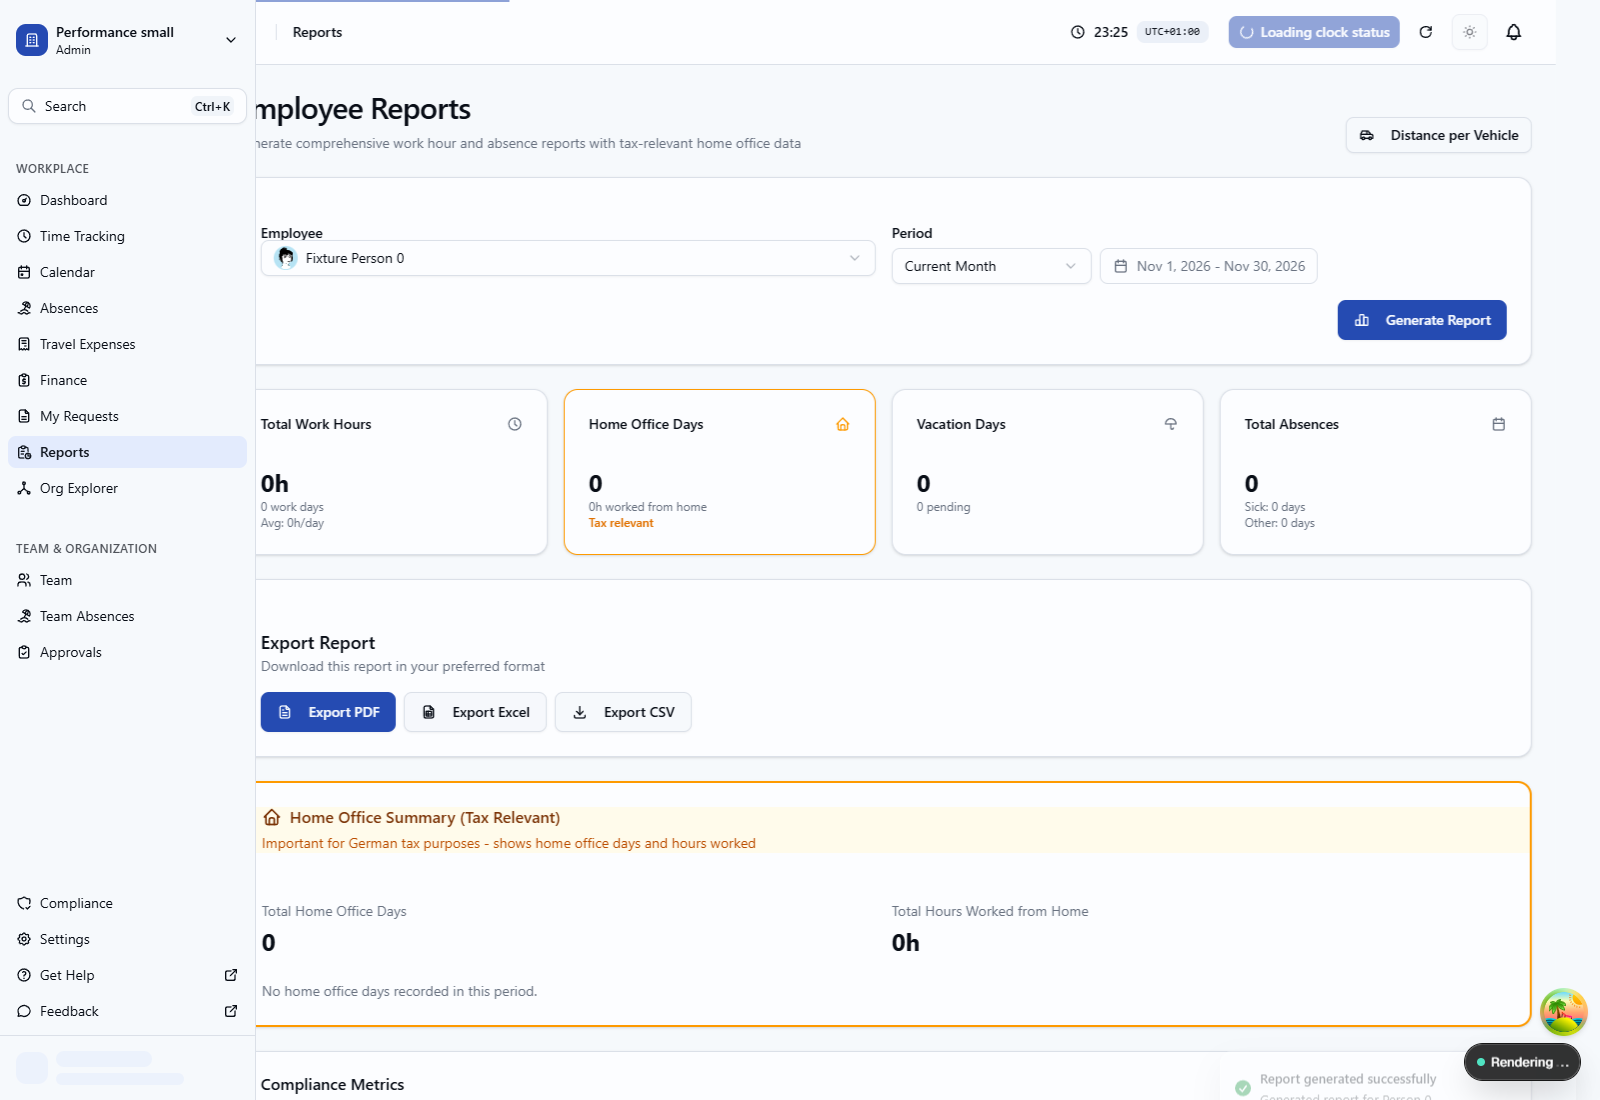 Performance small
Admin
Search
Ctrl+K
WORKPLACE
Dashboard
Time Tracking
Calendar
Absences
Travel Expenses
Finance
My Requests
Reports
Org Explorer
TEAM & ORGANIZATION
Team
Team Absences
Approvals
Compliance
Settings
Get Help
Feedback
Reports
23:25
UTC+01:00
Loading clock status
mployee Reports
nerate comprehensive work hour and absence reports with tax-relevant home office data
Distance per Vehicle
Employee
Fixture Person 0
Period
Current Month
Nov 1, 2026 - Nov 30, 2026
Generate Report
Total Work Hours
0h
0 work days
Avg: 0h/day
Home Office Days
0
0h worked from home
Tax relevant
Vacation Days
0
0 pending
Total Absences
0
Sick: 0 days
Other: 0 days
Export Report
Download this report in your preferred format
Export PDF
Export Excel
Export CSV
Home Office Summary (Tax Relevant)
Important for German tax purposes - shows home office days and hours worked
Total Home Office Days
0
Total Hours Worked from Home
0h
No home office days recorded in this period.
Compliance Metrics
Rendering ...
Report generated successfully
Generated report for Person 0